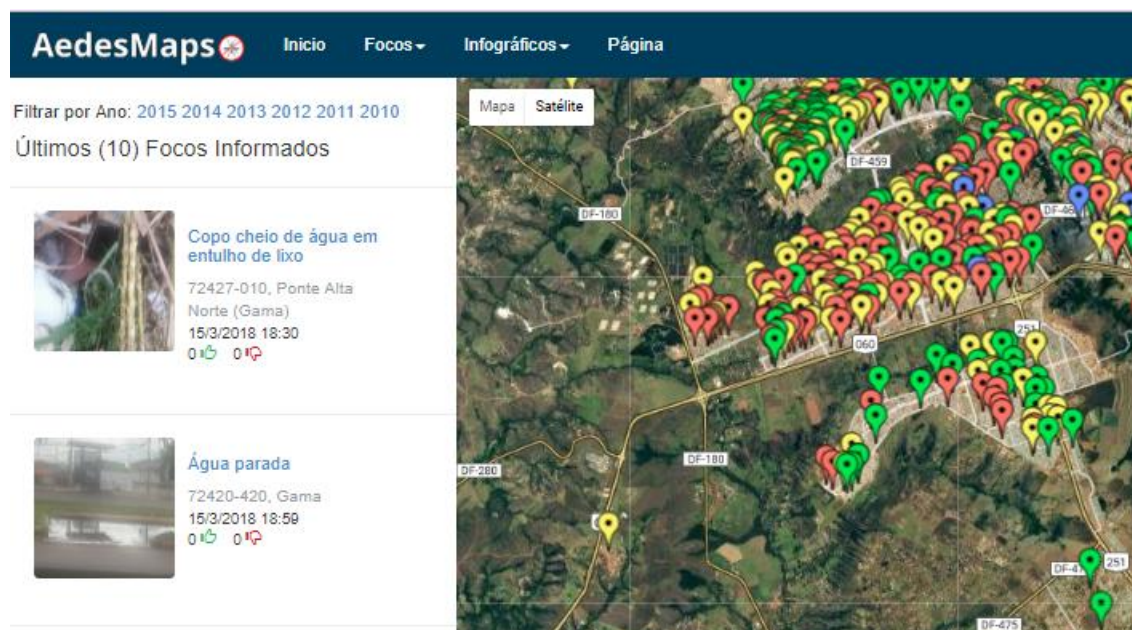 AedesMaps
Inicio
Focos
Infográficos
Página
Filtrar por Ano: 2015 2014 2013 2012 2011 2010
Últimos (10) Focos Informados
Copo cheio de água em
entulho de lixo
72427-010, Ponte Alta
Norte (Gama)
15/3/2018 18:30
0 0
Água parada
72420-420, Gama
15/3/2018 18:59
0 0
Mapa
Satélite
DF-459
DF-180
251
060
DF-280
DF-180
251
DF-475